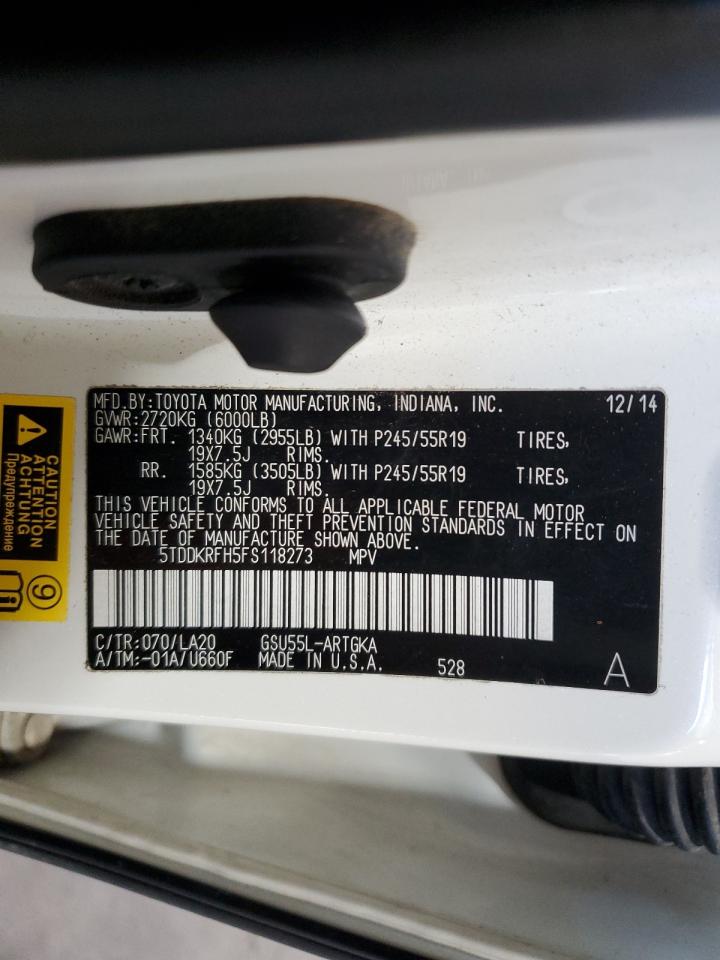 MFD.BY:TOYOTA MOTOR MANUFACTURING, INDIANA, INC. 12/14
GVWR:2720KG (6000LB)
GAWR:FRT. 1340KG (2955LB) WITH P245/55R19 TIRES,
19X7.5J RIMS.
RR. 1585KG (3505LB) WITH P245/55R19 TIRES,
19X7.5J RIMS.
THIS VEHICLE CONFORMS TO ALL APPLICABLE FEDERAL MOTOR
VEHICLE SAFETY AND THEFT PREVENTION STANDARDS IN EFFECT ON
THE DATE OF MANUFACTURE SHOWN ABOVE.
5TDDKRFH5FS118273 MPV
C/TR:070/LA20 GSU55L-ARTGKA
A/TM:-01A/U660F MADE IN U.S.A. 528 A
CAUTION
ATTENTION
ACHTUNG
Предупреждение
9